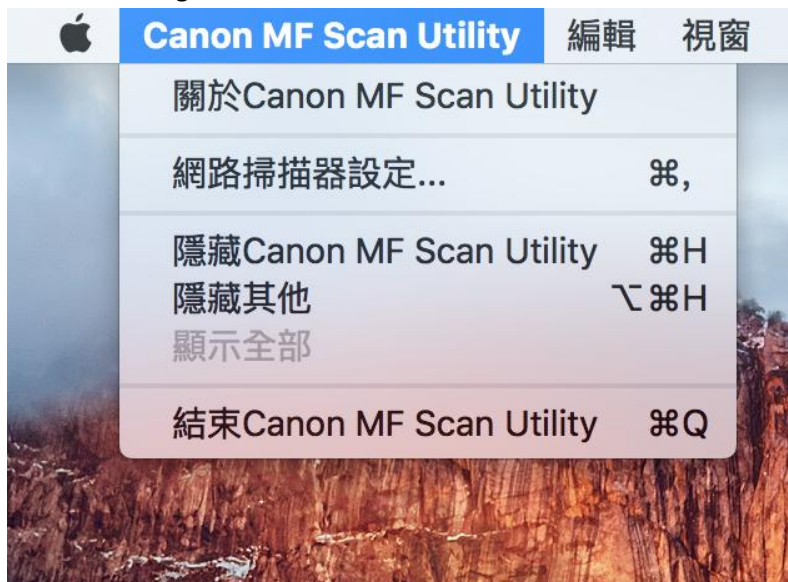 Canon MF Scan Utility 編輯 視窗
關於Canon MF Scan Utility
網路掃描器設定... ⌘,
隱藏Canon MF Scan Utility ⌘H
隱藏其他 ⌥⌘H
顯示全部
結束Canon MF Scan Utility ⌘Q